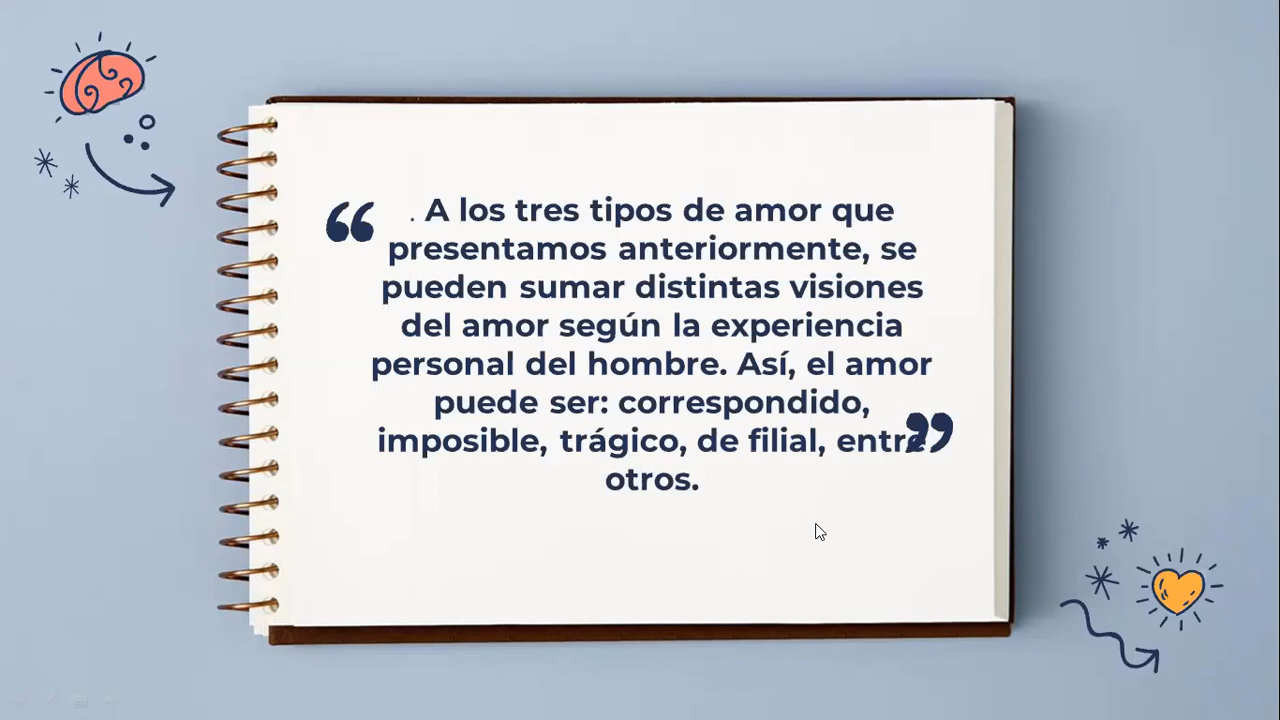 “ . A los tres tipos de amor que
presentamos anteriormente, se
pueden sumar distintas visiones
del amor según la experiencia
personal del hombre. Así, el amor
puede ser: correspondido,
imposible, trágico, de filial, entre ”
otros.